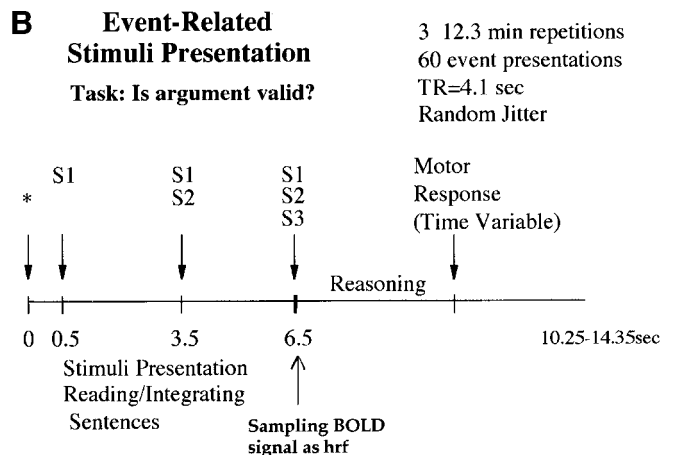 B
Event-Related
Stimuli Presentation
Task: Is argument valid?
3 12.3 min repetitions
60 event presentations
TR=4.1 sec
Random Jitter
*
S1
S1
S2
S1
S2
S3
Motor
Response
(Time Variable)
Reasoning
0 0.5 3.5 6.5 10.25-14.35sec
Stimuli Presentation
Reading/Integrating
Sentences
Sampling BOLD
signal as hrf